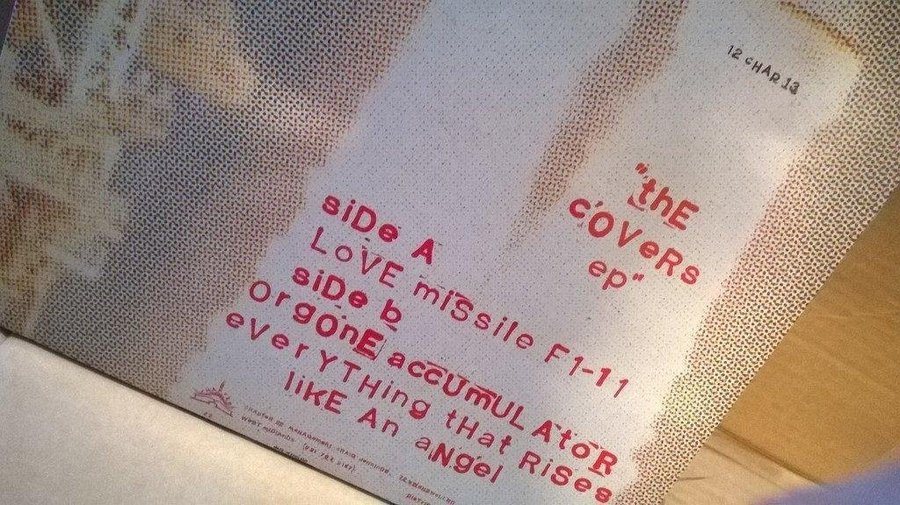 12 cHAR 13
"thE
cOVeRs
ep"
siDe A
LoVE miSsile F1-11
siDe b
OrgOnE accUmULAtoR
eVerYTHing tHat RiSes
liKE An aNgel